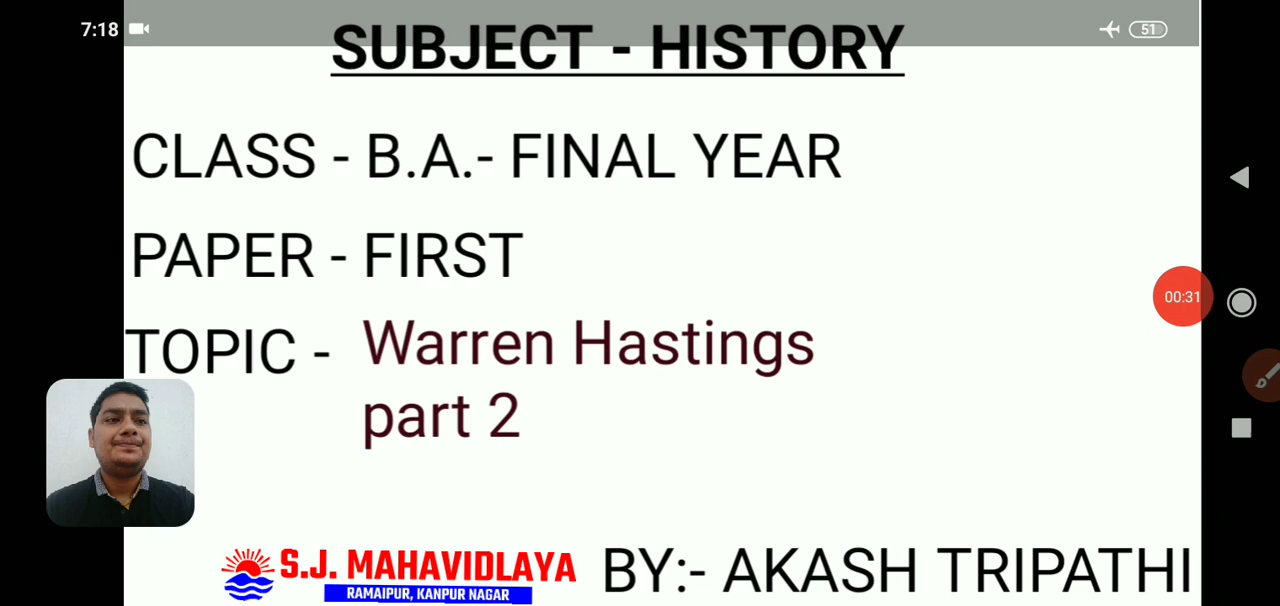 7:18
51
SUBJECT - HISTORY
CLASS - B.A.- FINAL YEAR
PAPER - FIRST
00:31
TOPIC - Warren Hastings
part 2
S.J. MAHAVIDLAYA
RAMAIPUR, KANPUR NAGAR
BY:- AKASH TRIPATHI